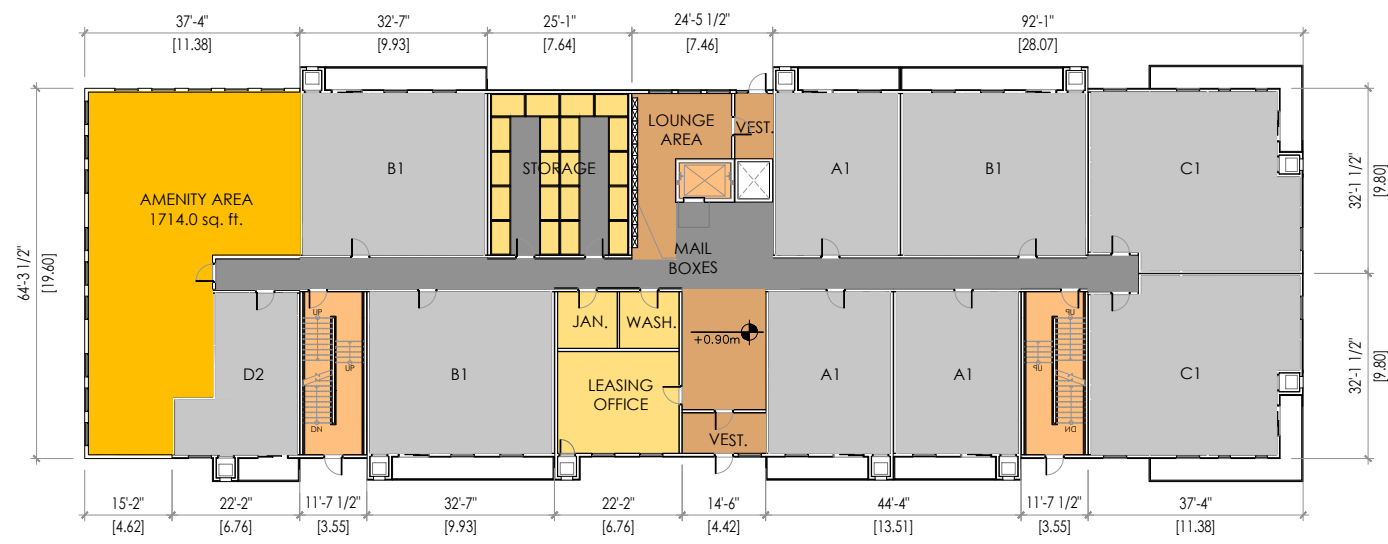 37'-4"
[11.38]
32'-7"
[9.93]
25'-1"
[7.64]
24'-5 1/2"
[7.46]
92'-1"
[28.07]
64'-3 1/2"
[19.60]
AMENITY AREA
1714.0 sq. ft.
B1
STORAGE
LOUNGE
AREA
VEST.
A1
B1
C1
32'-1 1/2"
[9.80]
MAIL
BOXES
D2
UP
UP
DN
B1
JAN.
WASH.
LEASING
OFFICE
+0.90m
VEST.
A1
A1
UP
UP
DN
C1
32'-1 1/2"
[9.80]
15'-2"
[4.62]
22'-2"
[6.76]
11'-7 1/2"
[3.55]
32'-7"
[9.93]
22'-2"
[6.76]
14'-6"
[4.42]
44'-4"
[13.51]
11'-7 1/2"
[3.55]
37'-4"
[11.38]